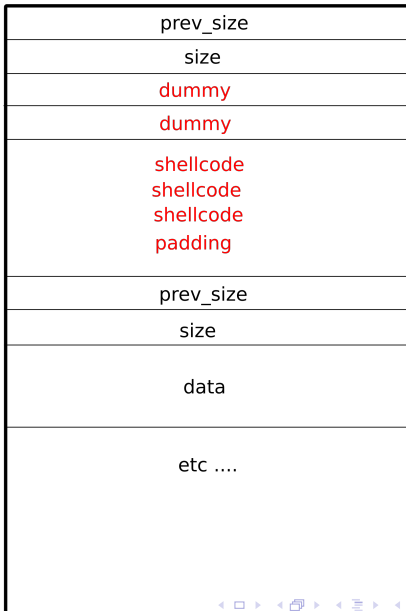 prev_size
size
dummy
dummy
shellcode
shellcode
shellcode
padding
prev_size
size
data
etc ....